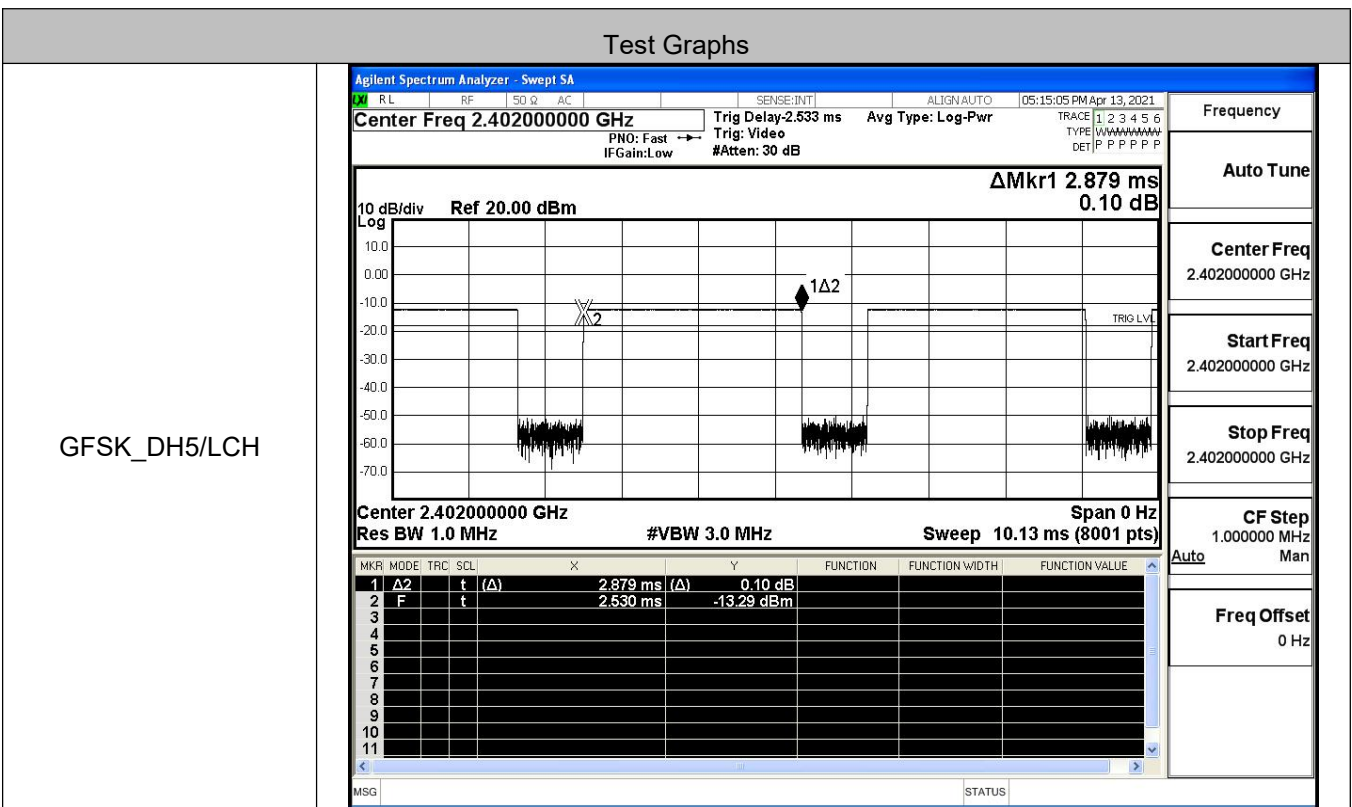 Test Graphs
GFSK_DH5/LCH
Agilent Spectrum Analyzer - Swept SA
LXI RL RF 50 Ω AC SENSE:INT ALIGN AUTO 05:15:05 PM Apr 13, 2021
Center Freq 2.402000000 GHz Trig Delay-2.533 ms Avg Type: Log-Pwr TRACE 1 2 3 4 5 6
PNO: Fast Trig: Video TYPE WWWWWW
IFGain:Low #Atten: 30 dB DET P P P P P P
ΔMkr1 2.879 ms
0.10 dB
10 dB/div Ref 20.00 dBm
Log
10.0
0.00
-10.0
-20.0
-30.0
-40.0
-50.0
-60.0
-70.0
1Δ2
2
TRIG LVL
Center 2.402000000 GHz Span 0 Hz
Res BW 1.0 MHz #VBW 3.0 MHz Sweep 10.13 ms (8001 pts)
MKR MODE TRC SCL X Y FUNCTION FUNCTION WIDTH FUNCTION VALUE
1 Δ2 t (Δ) 2.879 ms (Δ) 0.10 dB
2 F t 2.530 ms -13.29 dBm
3
4
5
6
7
8
9
10
11
MSG STATUS
Frequency
Auto Tune
Center Freq
2.402000000 GHz
Start Freq
2.402000000 GHz
Stop Freq
2.402000000 GHz
CF Step
1.000000 MHz
Auto Man
Freq Offset
0 Hz